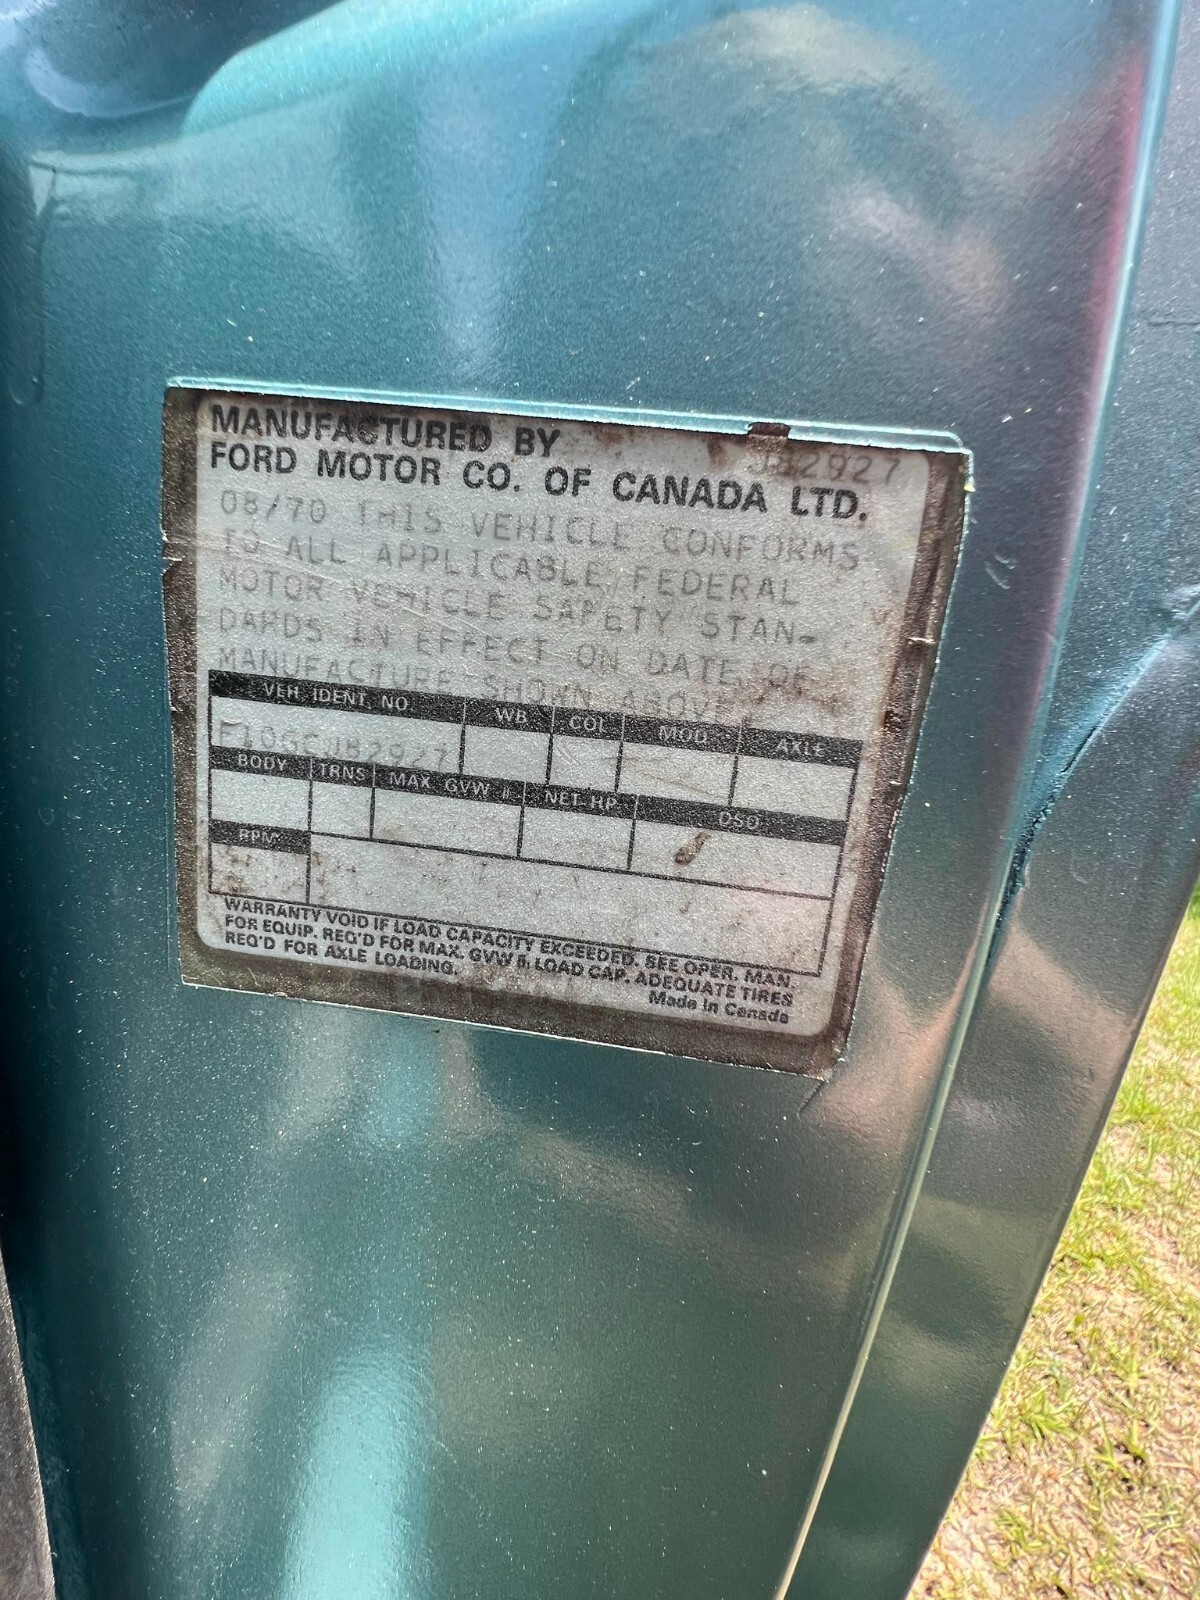 MANUFACTURED BY
J82927
FORD MOTOR CO. OF CANADA LTD.
08/70 THIS VEHICLE CONFORMS
TO ALL APPLICABLE FEDERAL
MOTOR VEHICLE SAFETY STAN-
DARDS IN EFFECT ON DATE OF
MANUFACTURE SHOWN ABOVE
VEH. IDENT. NO. WB COL MOD. AXLE
F10GCJ82927
BODY TRNS MAX. GVW # NET HP DSO
RPM
WARRANTY VOID IF LOAD CAPACITY EXCEEDED. SEE OPER. MAN.
FOR EQUIP. REQ'D FOR MAX. GVW #, LOAD CAP. ADEQUATE TIRES
REQ'D FOR AXLE LOADING.
Made in Canada